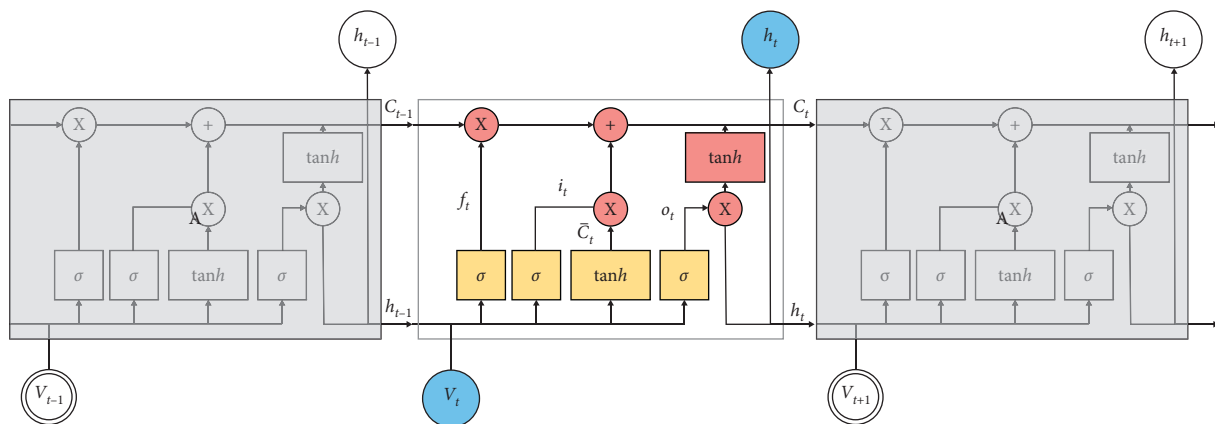 h_{t–1}
h_t
h_{t+1}
C_{t–1}
C_t
X
+
tanh
X
A
X
σ
σ
tanh
σ
X
+
tanh
f_t
i_t
X
o_t
X
C̄_t
σ
σ
tanh
σ
X
+
tanh
X
A
X
σ
σ
tanh
σ
h_{t–1}
h_t
V_{t–1}
V_t
V_{t+1}